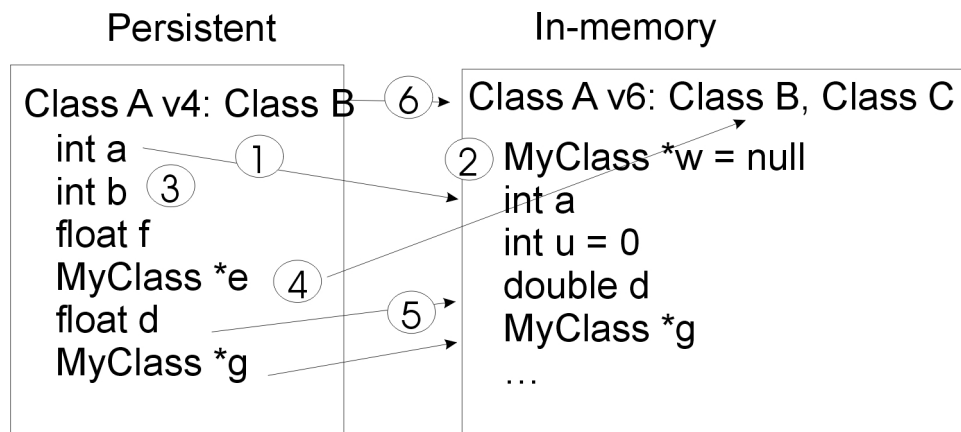 Persistent
In-memory
Class A v4: Class B
6
Class A v6: Class B, Class C
int a
1
2
MyClass *w = null
int b
3
int a
float f
int u = 0
MyClass *e
4
double d
float d
5
MyClass *g
MyClass *g
…